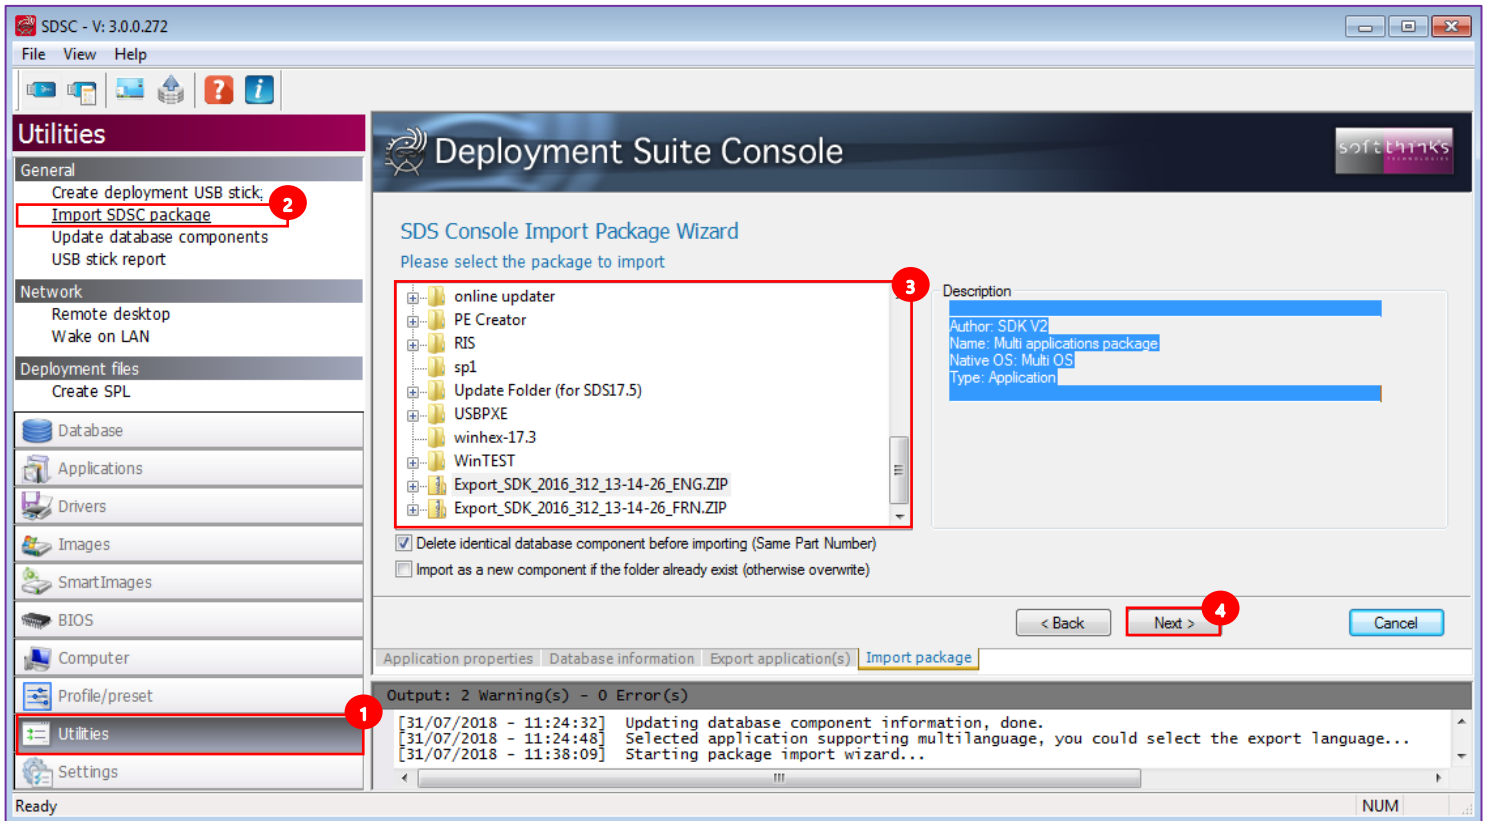 SDSC - V: 3.0.0.272
File View Help
Utilities
General
Create deployment USB stick;
2
Import SDSC package
Update database components
USB stick report
Network
Remote desktop
Wake on LAN
Deployment files
Create SPL
Database
Applications
Drivers
Images
SmartImages
BIOS
Computer
Profile/preset
1
Utilities
Settings
Deployment Suite Console
softthinks
TECHNOLOGIES
SDS Console Import Package Wizard
Please select the package to import
3
online updater
PE Creator
RIS
sp1
Update Folder (for SDS17.5)
USBPXE
winhex-17.3
WinTEST
Export_SDK_2016_312_13-14-26_ENG.ZIP
Export_SDK_2016_312_13-14-26_FRN.ZIP
Description
Author: SDK V2
Name: Multi applications package
Native OS: Multi OS
Type: Application
Delete identical database component before importing (Same Part Number)
Import as a new component if the folder already exist (otherwise overwrite)
4
< Back Next > Cancel
Application properties Database information Export application(s) Import package
Output: 2 Warning(s) - 0 Error(s)
[31/07/2018 - 11:24:32] Updating database component information, done.
[31/07/2018 - 11:24:48] Selected application supporting multilanguage, you could select the export language...
[31/07/2018 - 11:38:09] Starting package import wizard...
Ready NUM